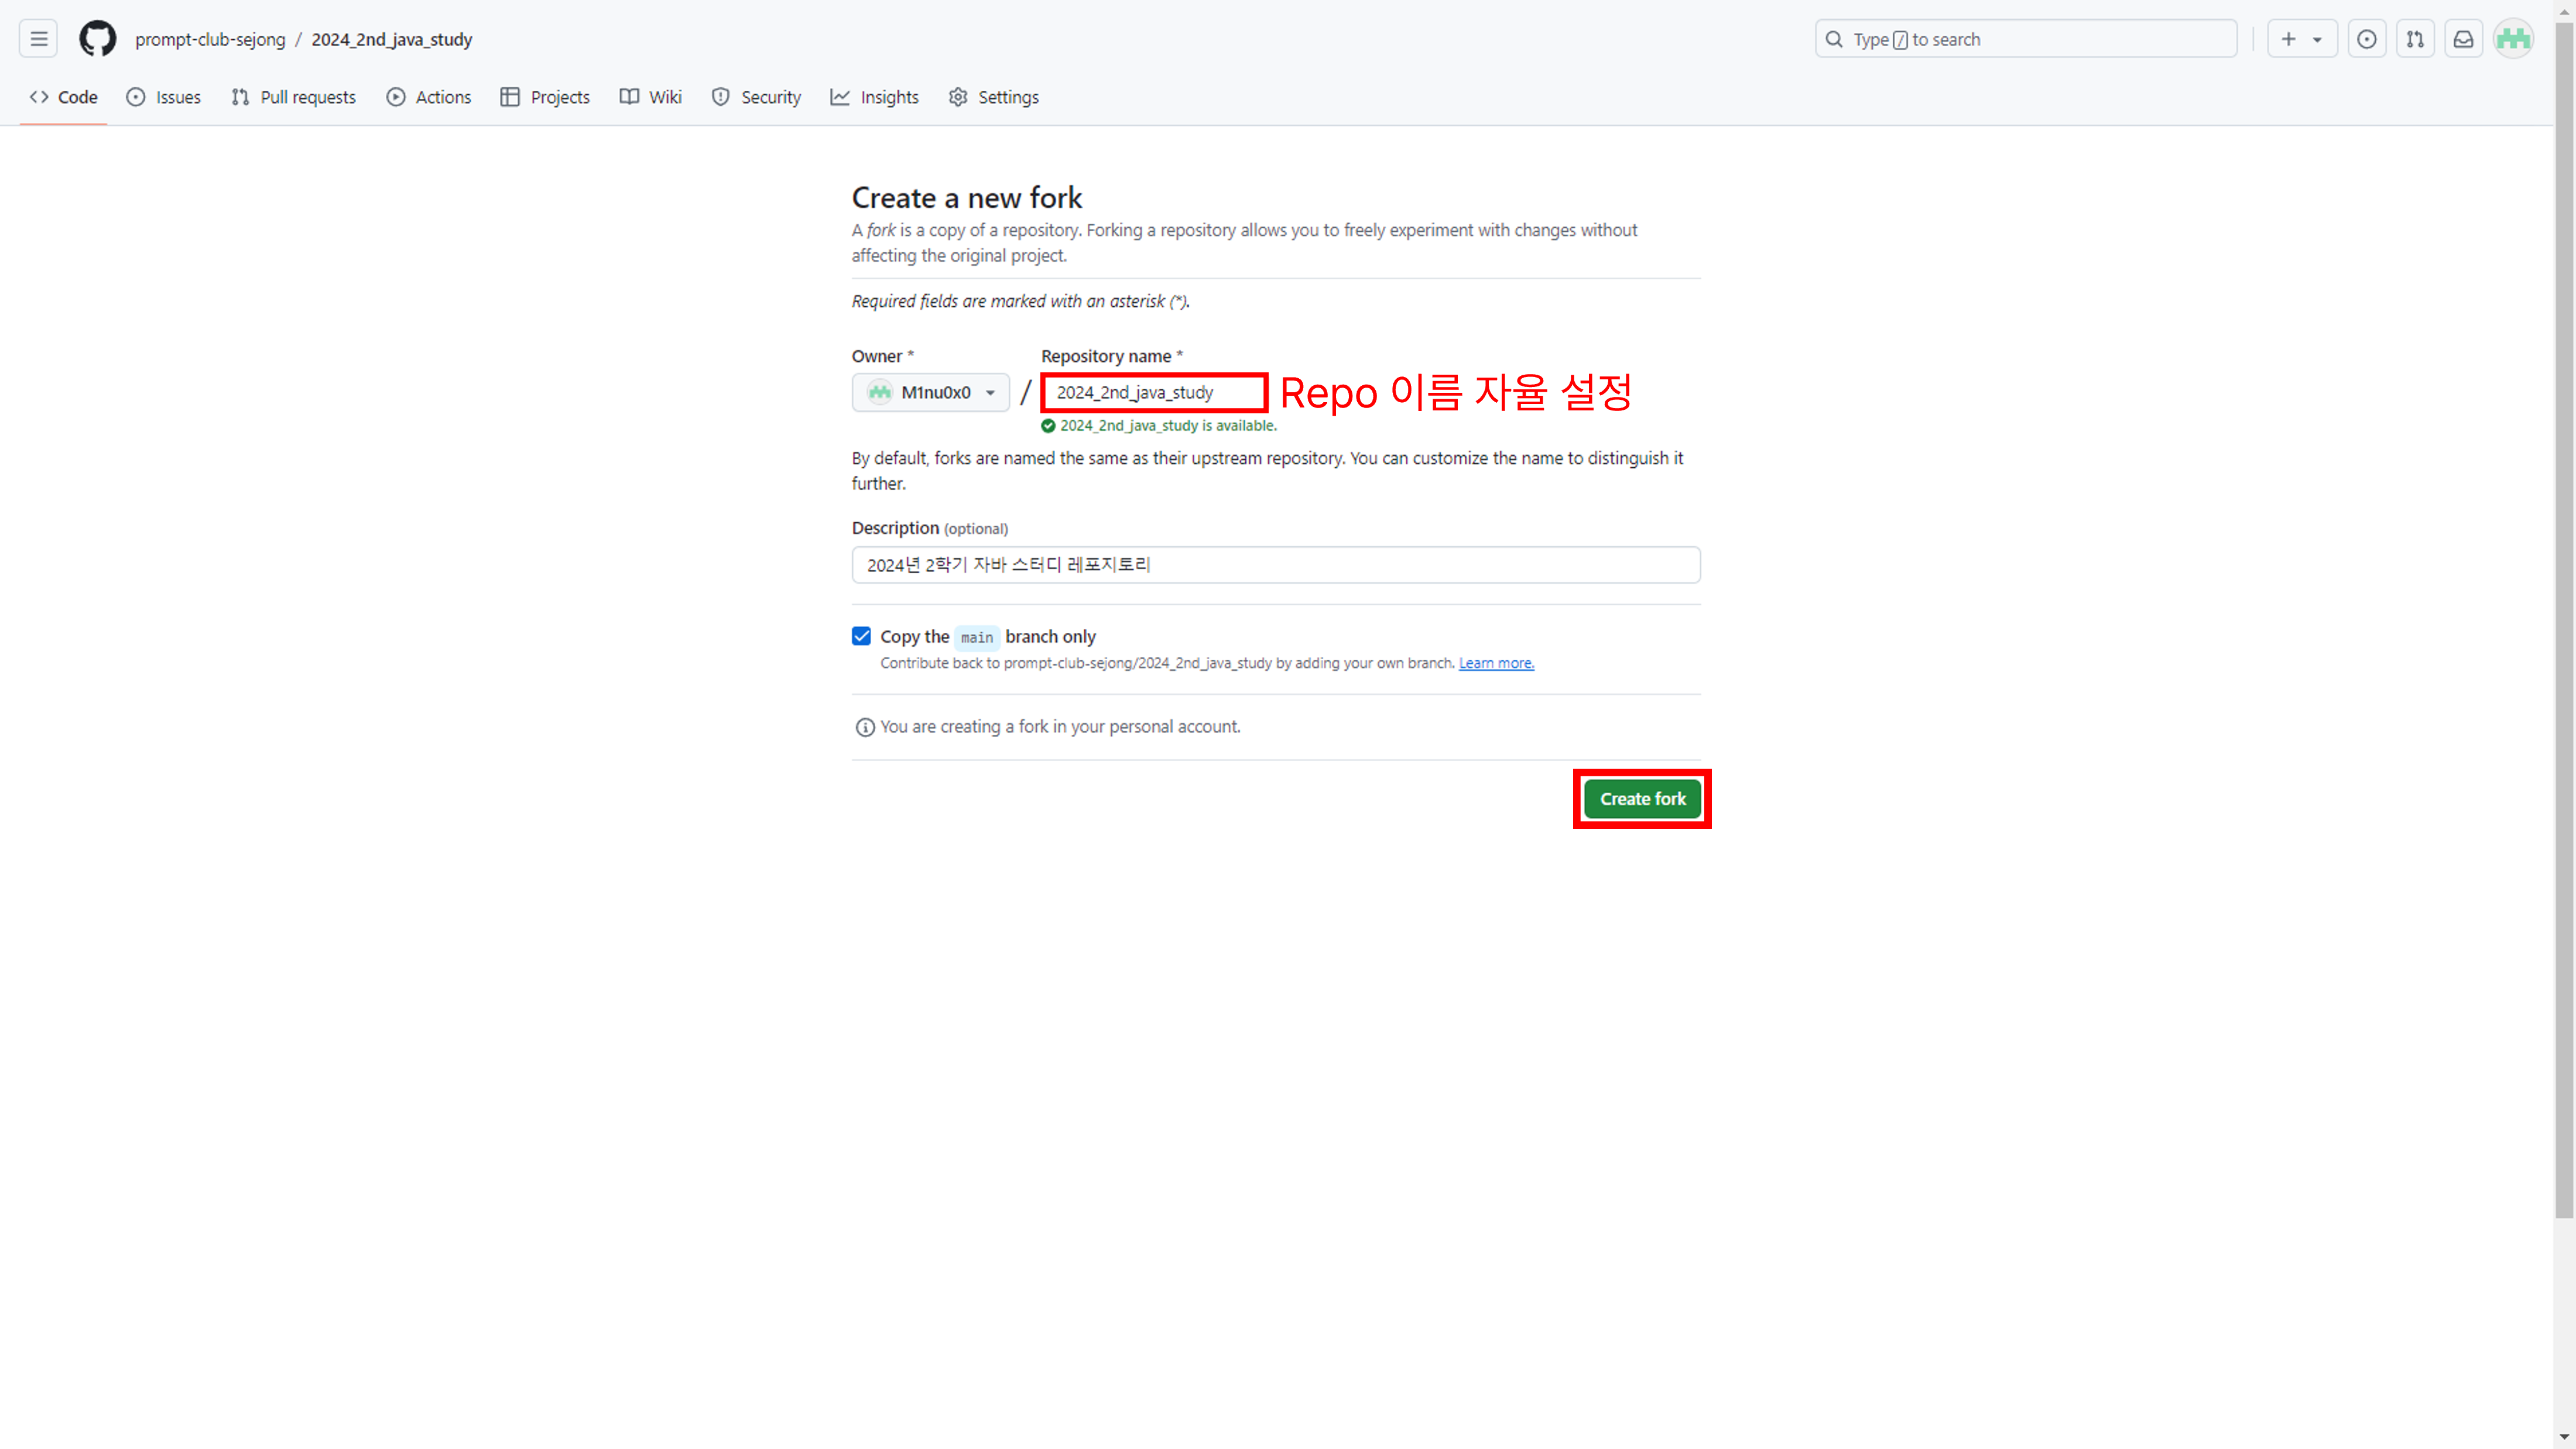 prompt-club-sejong / 2024_2nd_java_study
Type / to search
Code Issues Pull requests Actions Projects Wiki Security Insights Settings
Create a new fork
A fork is a copy of a repository. Forking a repository allows you to freely experiment with changes without
affecting the original project.
Required fields are marked with an asterisk (*).
Owner * Repository name *
M1nu0x0 / 2024_2nd_java_study Repo 이름 자율 설정
2024_2nd_java_study is available.
By default, forks are named the same as their upstream repository. You can customize the name to distinguish it
further.
Description (optional)
2024년 2학기 자바 스터디 레포지토리
Copy the main branch only
Contribute back to prompt-club-sejong/2024_2nd_java_study by adding your own branch. Learn more.
You are creating a fork in your personal account.
Create fork